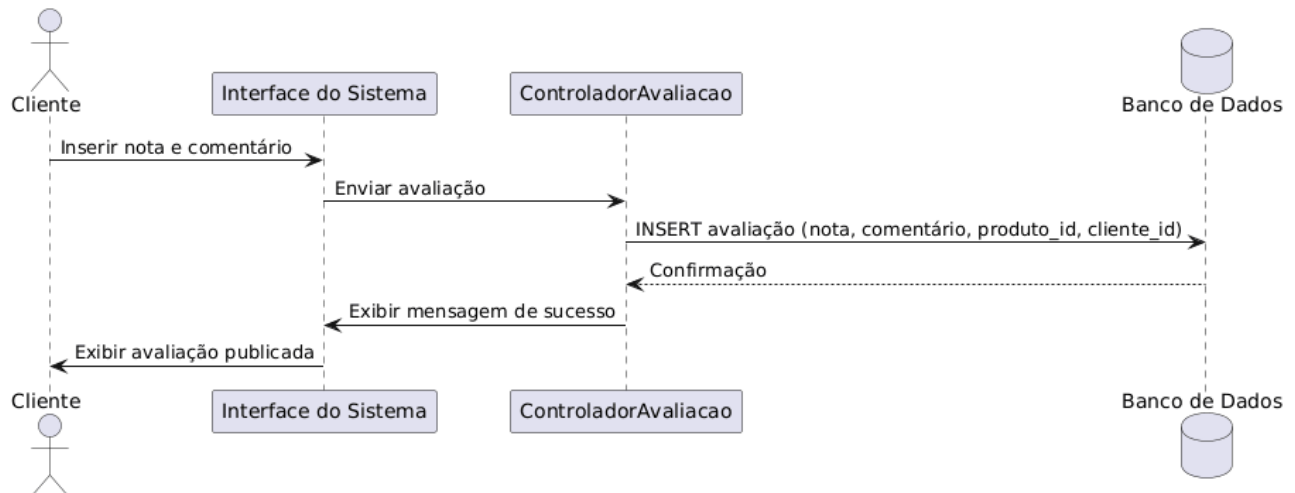 Cliente
Interface do Sistema
ControladorAvaliacao
Banco de Dados
Inserir nota e comentário
Enviar avaliação
INSERT avaliação (nota, comentário, produto_id, cliente_id)
Confirmação
Exibir mensagem de sucesso
Exibir avaliação publicada
Cliente
Interface do Sistema
ControladorAvaliacao
Banco de Dados